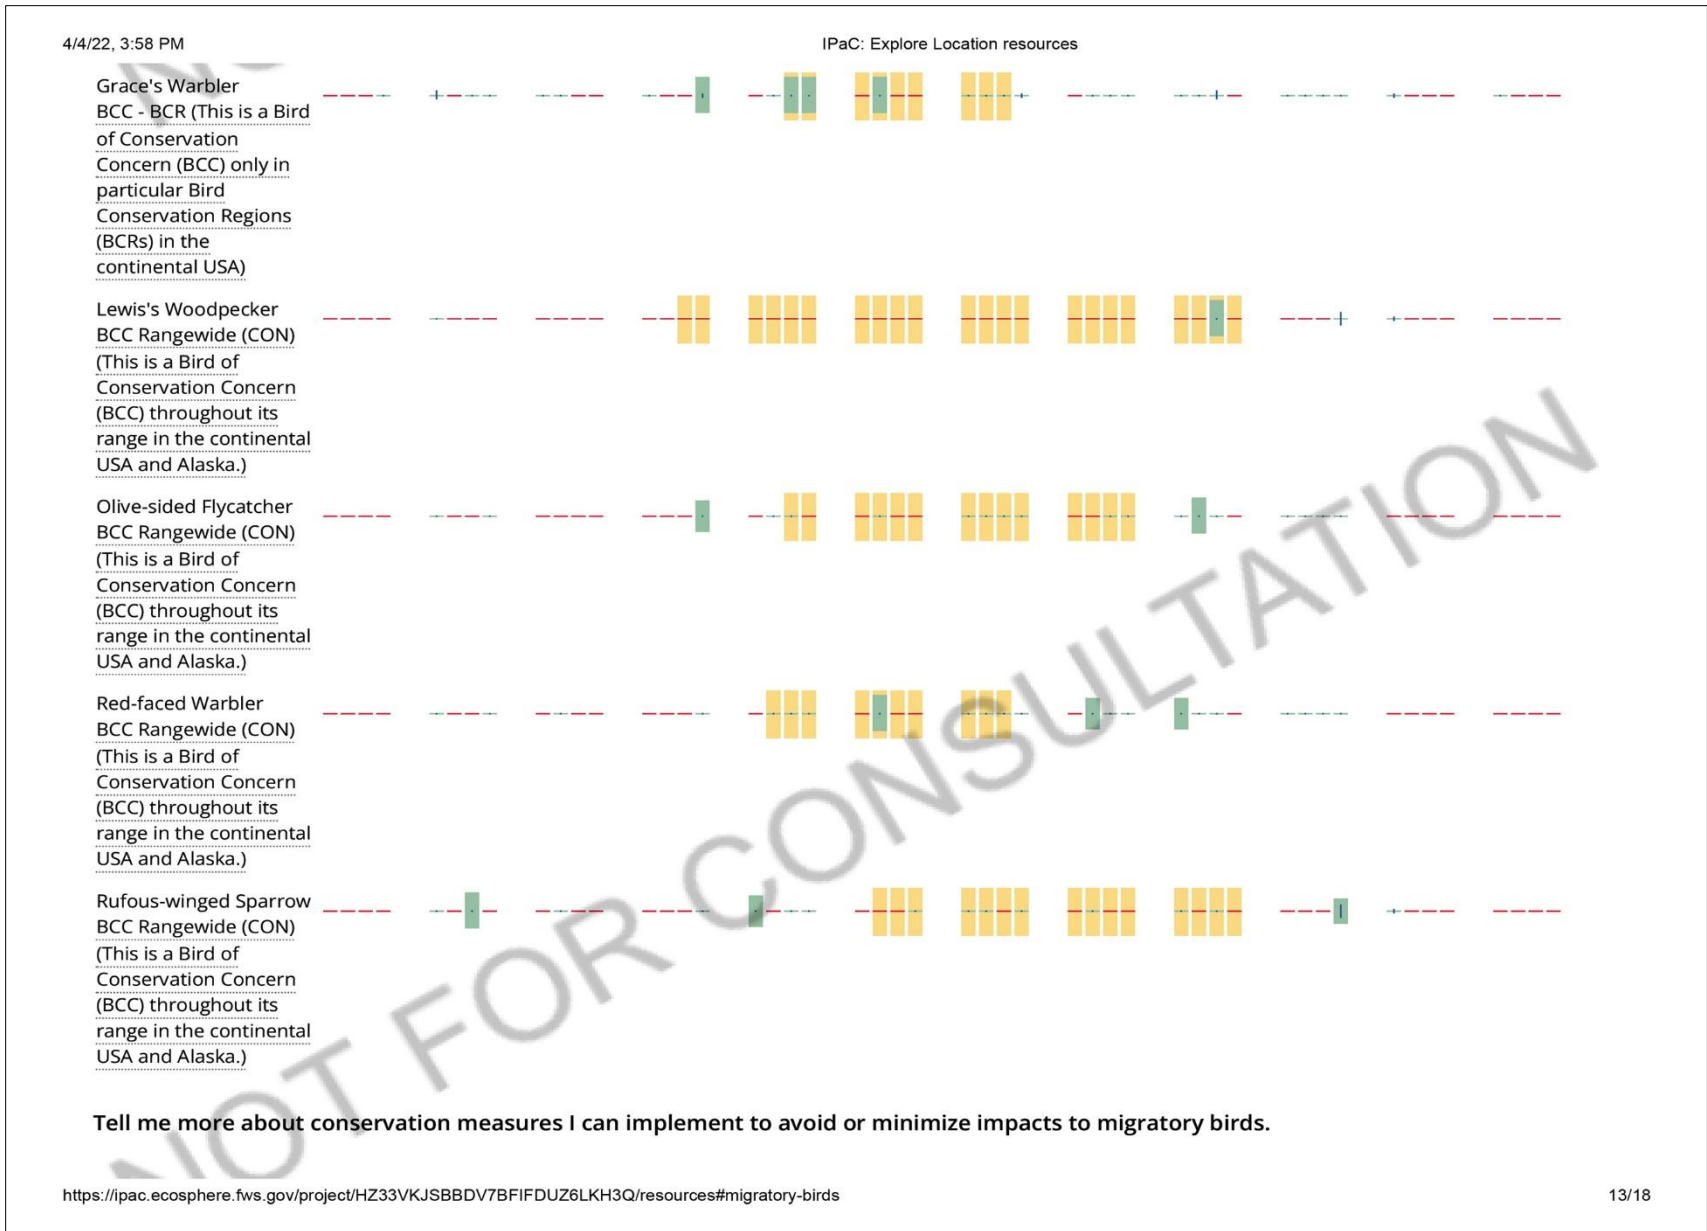 4/4/22, 3:58 PM
IPaC: Explore Location resources
Grace's Warbler
BCC - BCR (This is a Bird
of Conservation
Concern (BCC) only in
particular Bird
Conservation Regions
(BCRs) in the
continental USA)
Lewis's Woodpecker
BCC Rangewide (CON)
(This is a Bird of
Conservation Concern
(BCC) throughout its
range in the continental
USA and Alaska.)
Olive-sided Flycatcher
BCC Rangewide (CON)
(This is a Bird of
Conservation Concern
(BCC) throughout its
range in the continental
USA and Alaska.)
Red-faced Warbler
BCC Rangewide (CON)
(This is a Bird of
Conservation Concern
(BCC) throughout its
range in the continental
USA and Alaska.)
Rufous-winged Sparrow
BCC Rangewide (CON)
(This is a Bird of
Conservation Concern
(BCC) throughout its
range in the continental
USA and Alaska.)
NOT FOR CONSULTATION
Tell me more about conservation measures I can implement to avoid or minimize impacts to migratory birds.
https://ipac.ecosphere.fws.gov/project/HZ33VKJSBBDV7BFIFDUZ6LKH3Q/resources#migratory-birds
13/18